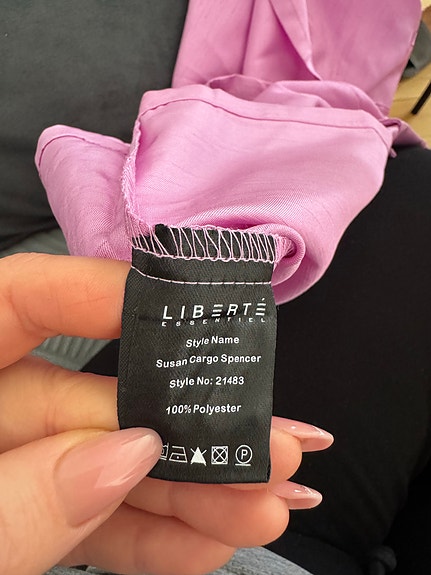 LIBERTÉ
ESSENTIEL
Style Name
Susan Cargo Spencer
Style No: 21483
100% Polyester
P